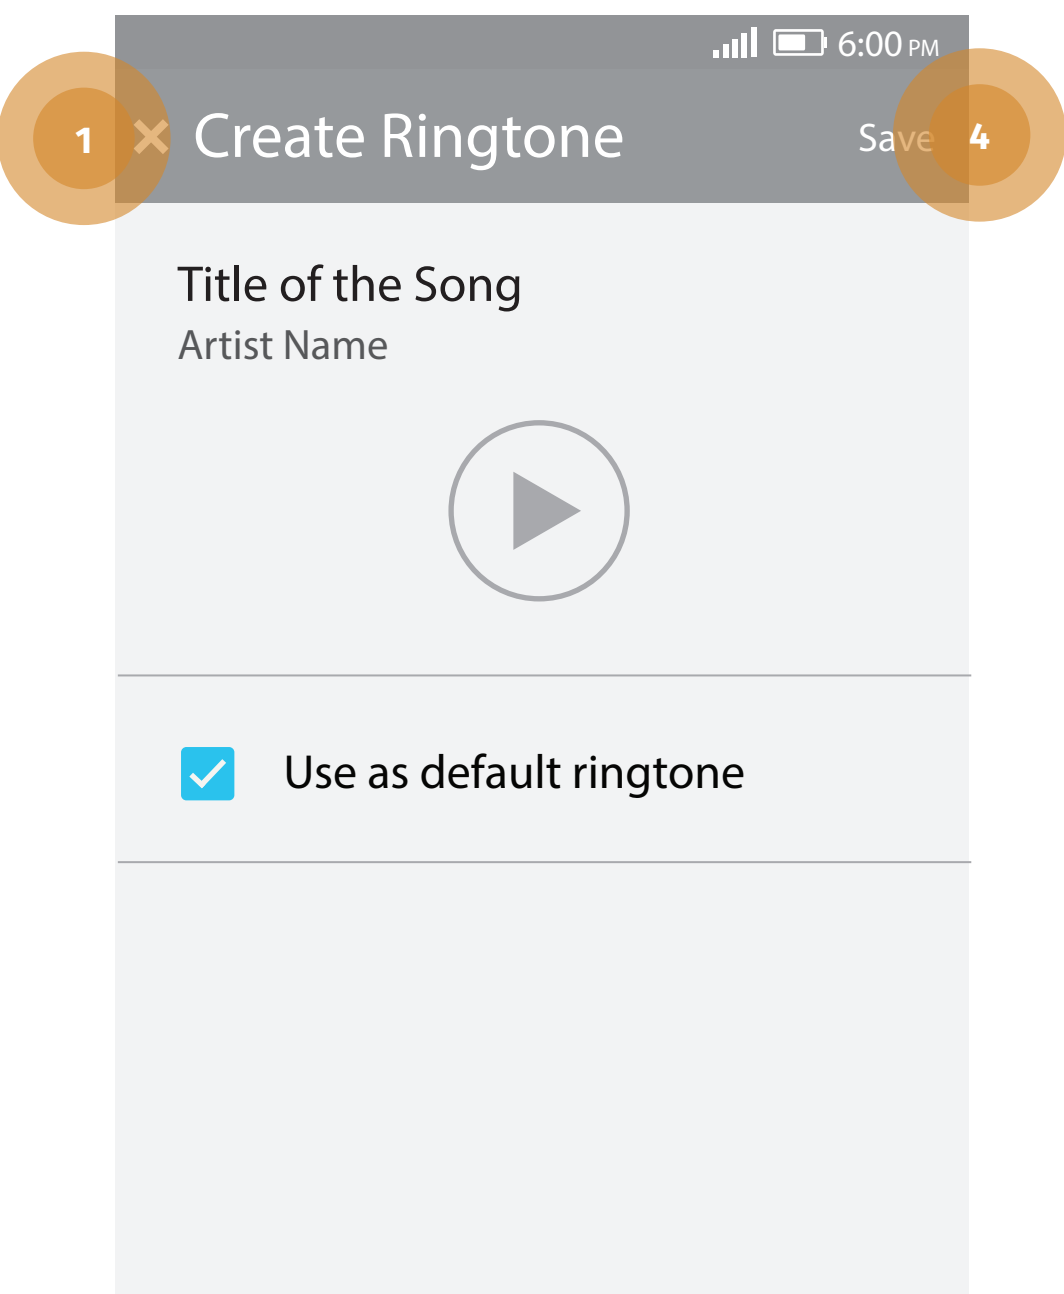 6:00 PM
1 Create Ringtone Save 4
Title of the Song
Artist Name
Use as default ringtone